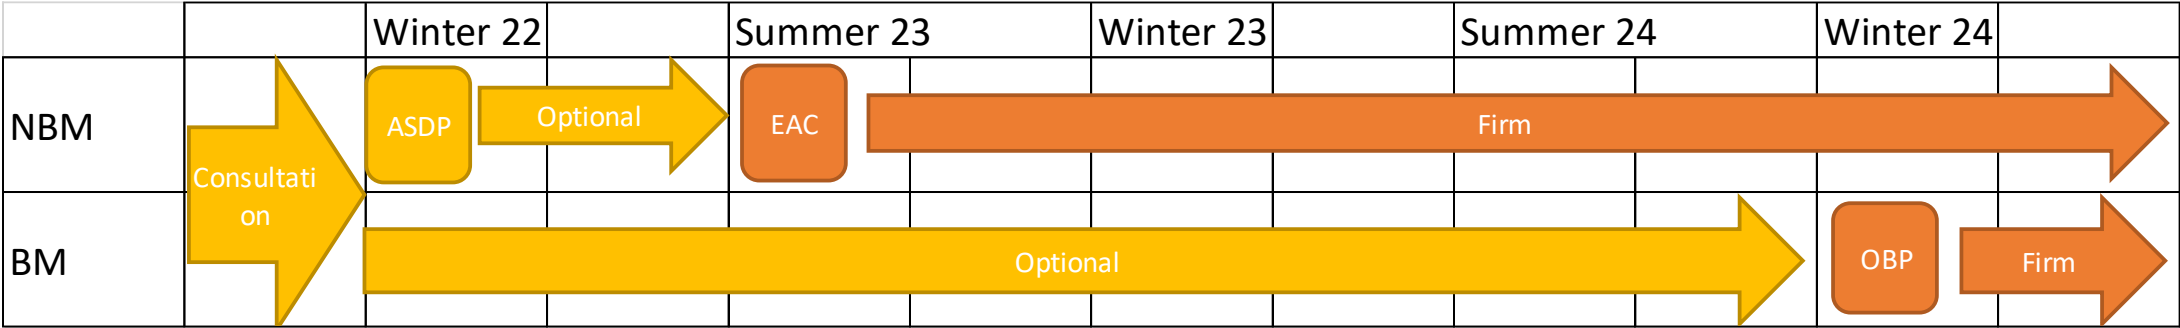 Winter 22
Summer 23
Winter 23
Summer 24
Winter 24
NBM
ASDP
Optional
EAC
Firm
Consultati
on
BM
Optional
OBP
Firm